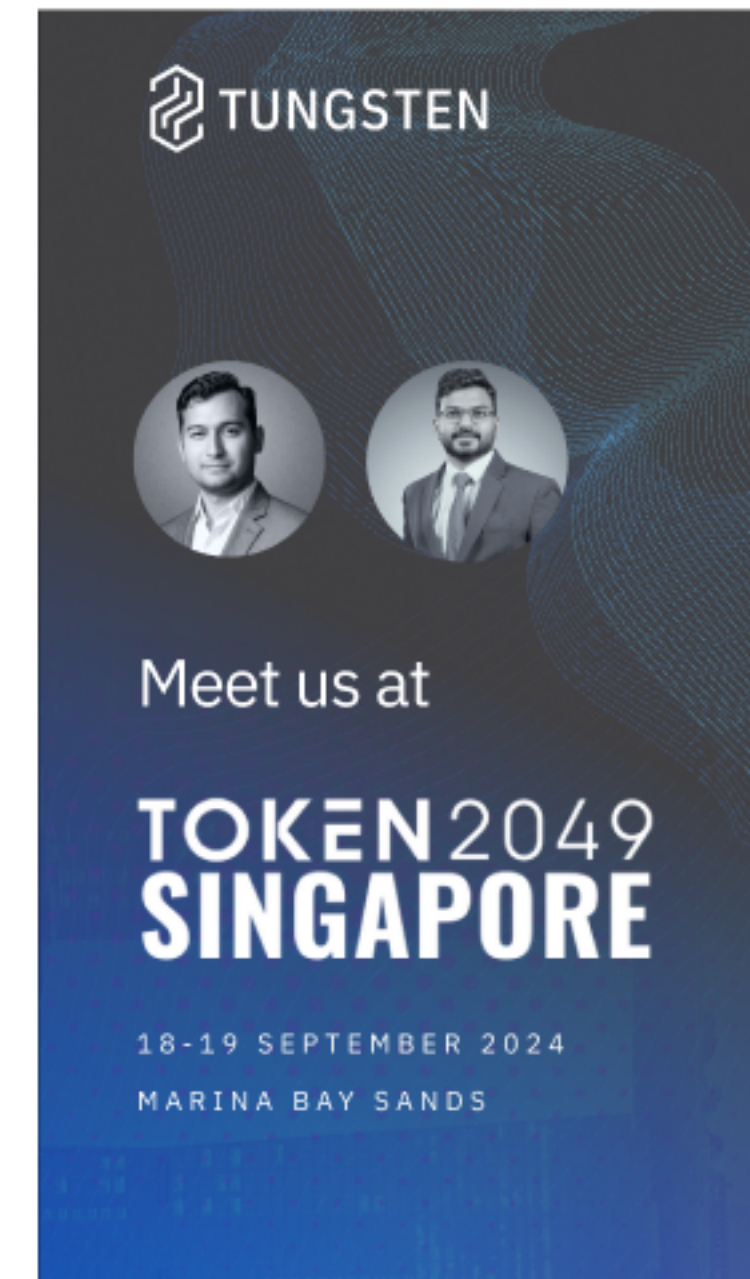 TUNGSTEN
Meet us at
TOKEN2049
SINGAPORE
18-19 SEPTEMBER 2024
MARINA BAY SANDS